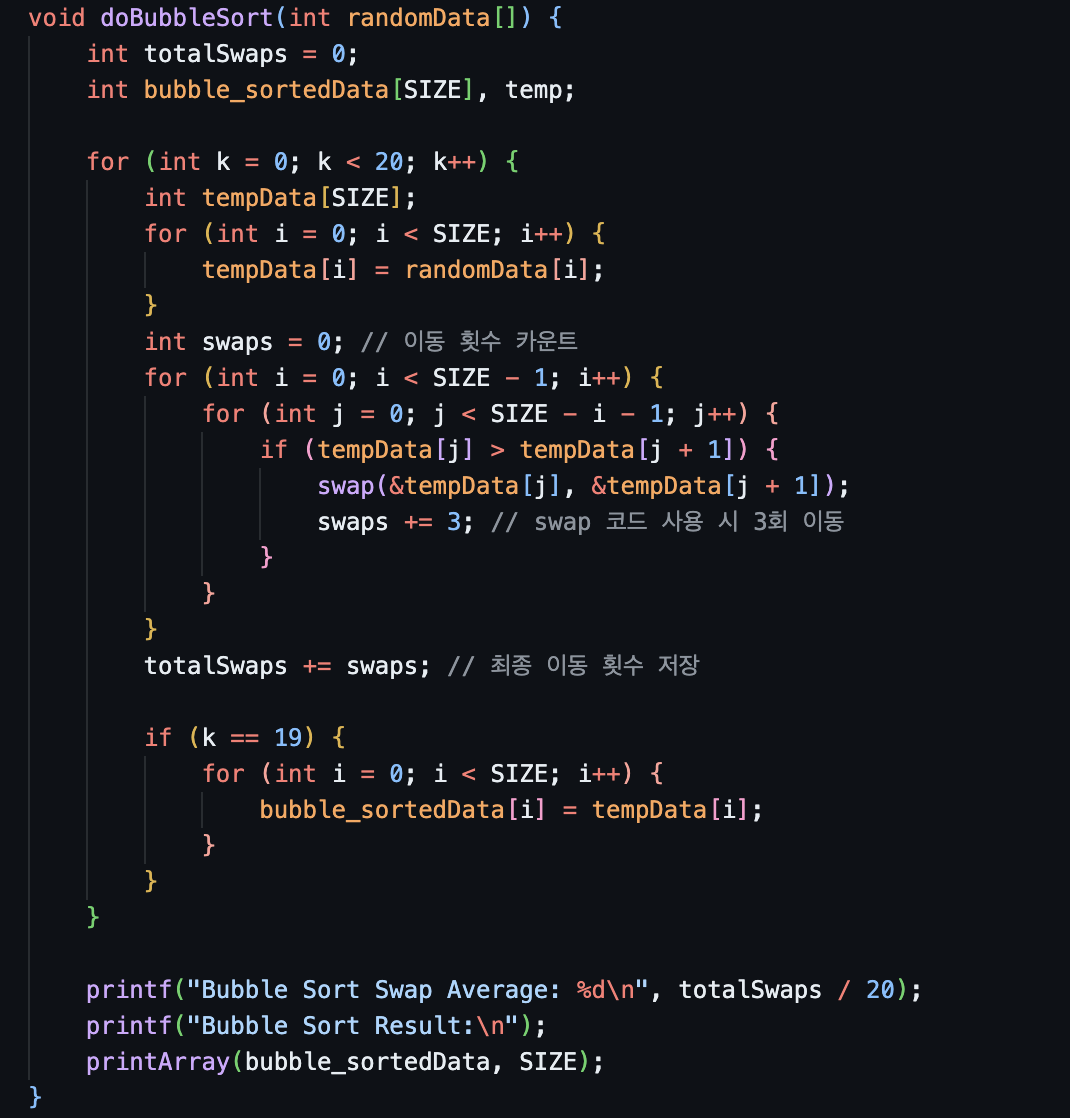 void doBubbleSort(int randomData[]) {
    int totalSwaps = 0;
    int bubble_sortedData[SIZE], temp;

    for (int k = 0; k < 20; k++) {
        int tempData[SIZE];
        for (int i = 0; i < SIZE; i++) {
            tempData[i] = randomData[i];
        }
        int swaps = 0; // 이동 횟수 카운트
        for (int i = 0; i < SIZE - 1; i++) {
            for (int j = 0; j < SIZE - i - 1; j++) {
                if (tempData[j] > tempData[j + 1]) {
                    swap(&tempData[j], &tempData[j + 1]);
                    swaps += 3; // swap 코드 사용 시 3회 이동
                }
            }
        }
        totalSwaps += swaps; // 최종 이동 횟수 저장

        if (k == 19) {
            for (int i = 0; i < SIZE; i++) {
                bubble_sortedData[i] = tempData[i];
            }
        }
    }

    printf("Bubble Sort Swap Average: %d\n", totalSwaps / 20);
    printf("Bubble Sort Result:\n");
    printArray(bubble_sortedData, SIZE);
}